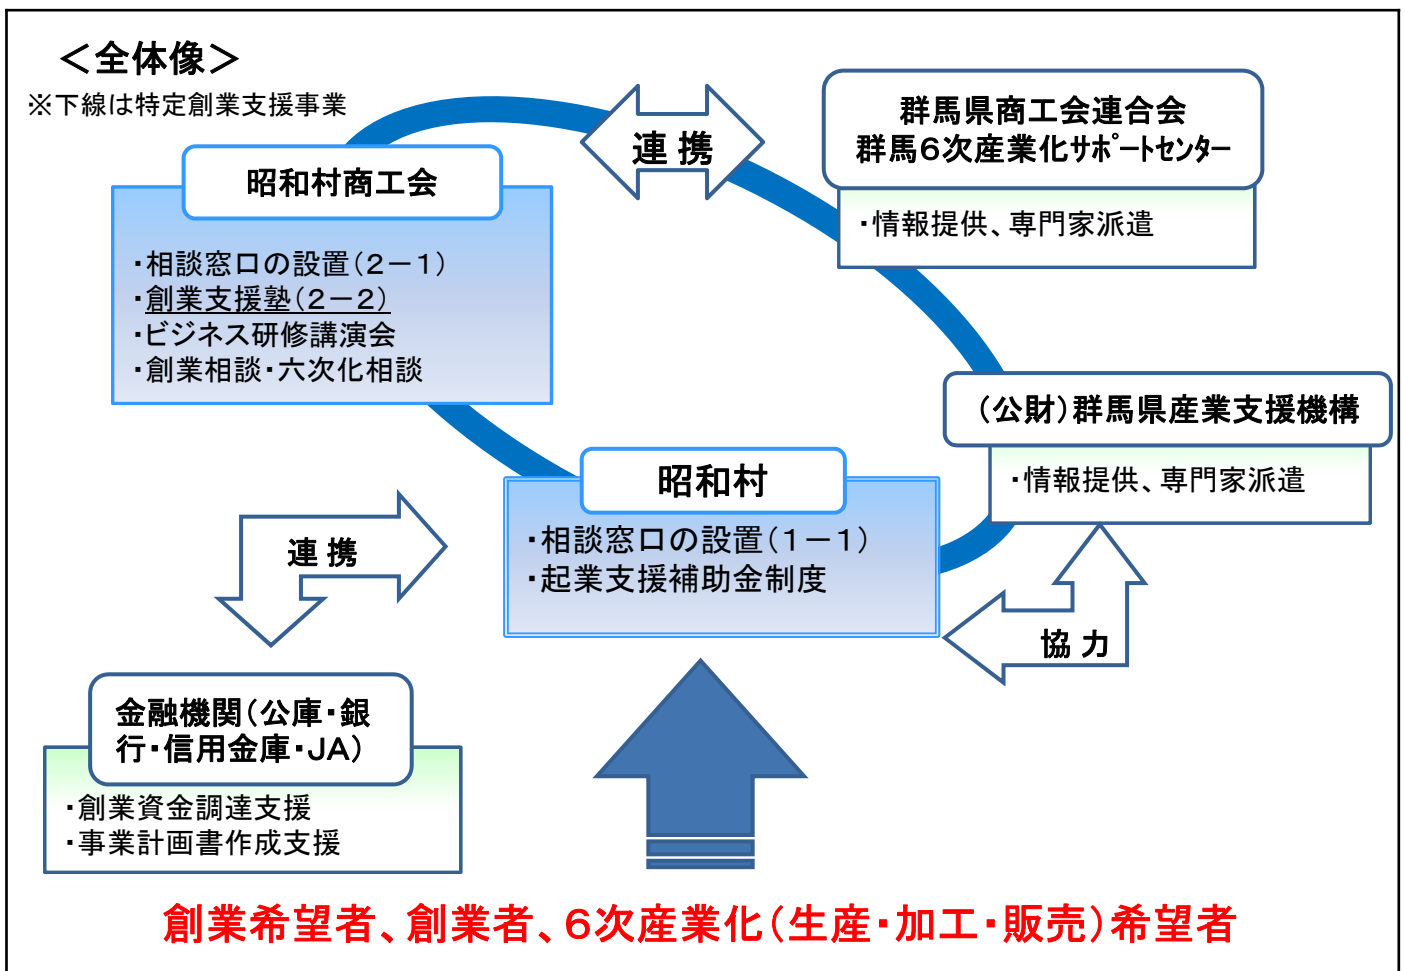 ＜全体像＞
※下線は特定創業支援事業
連 携
群馬県商工会連合会
群馬６次産業化ｻﾎﾟｰﾄｾﾝﾀｰ
・情報提供、専門家派遣
昭和村商工会
・相談窓口の設置（２－１）
・創業支援塾（２－２）
・ビジネス研修講演会
・創業相談・六次化相談
（公財）群馬県産業支援機構
・情報提供、専門家派遣
昭和村
・相談窓口の設置（１－１）
・起業支援補助金制度
連 携
協 力
金融機関（公庫・銀
行・信用金庫・JA）
・創業資金調達支援
・事業計画書作成支援
創業希望者、創業者、６次産業化（生産・加工・販売）希望者